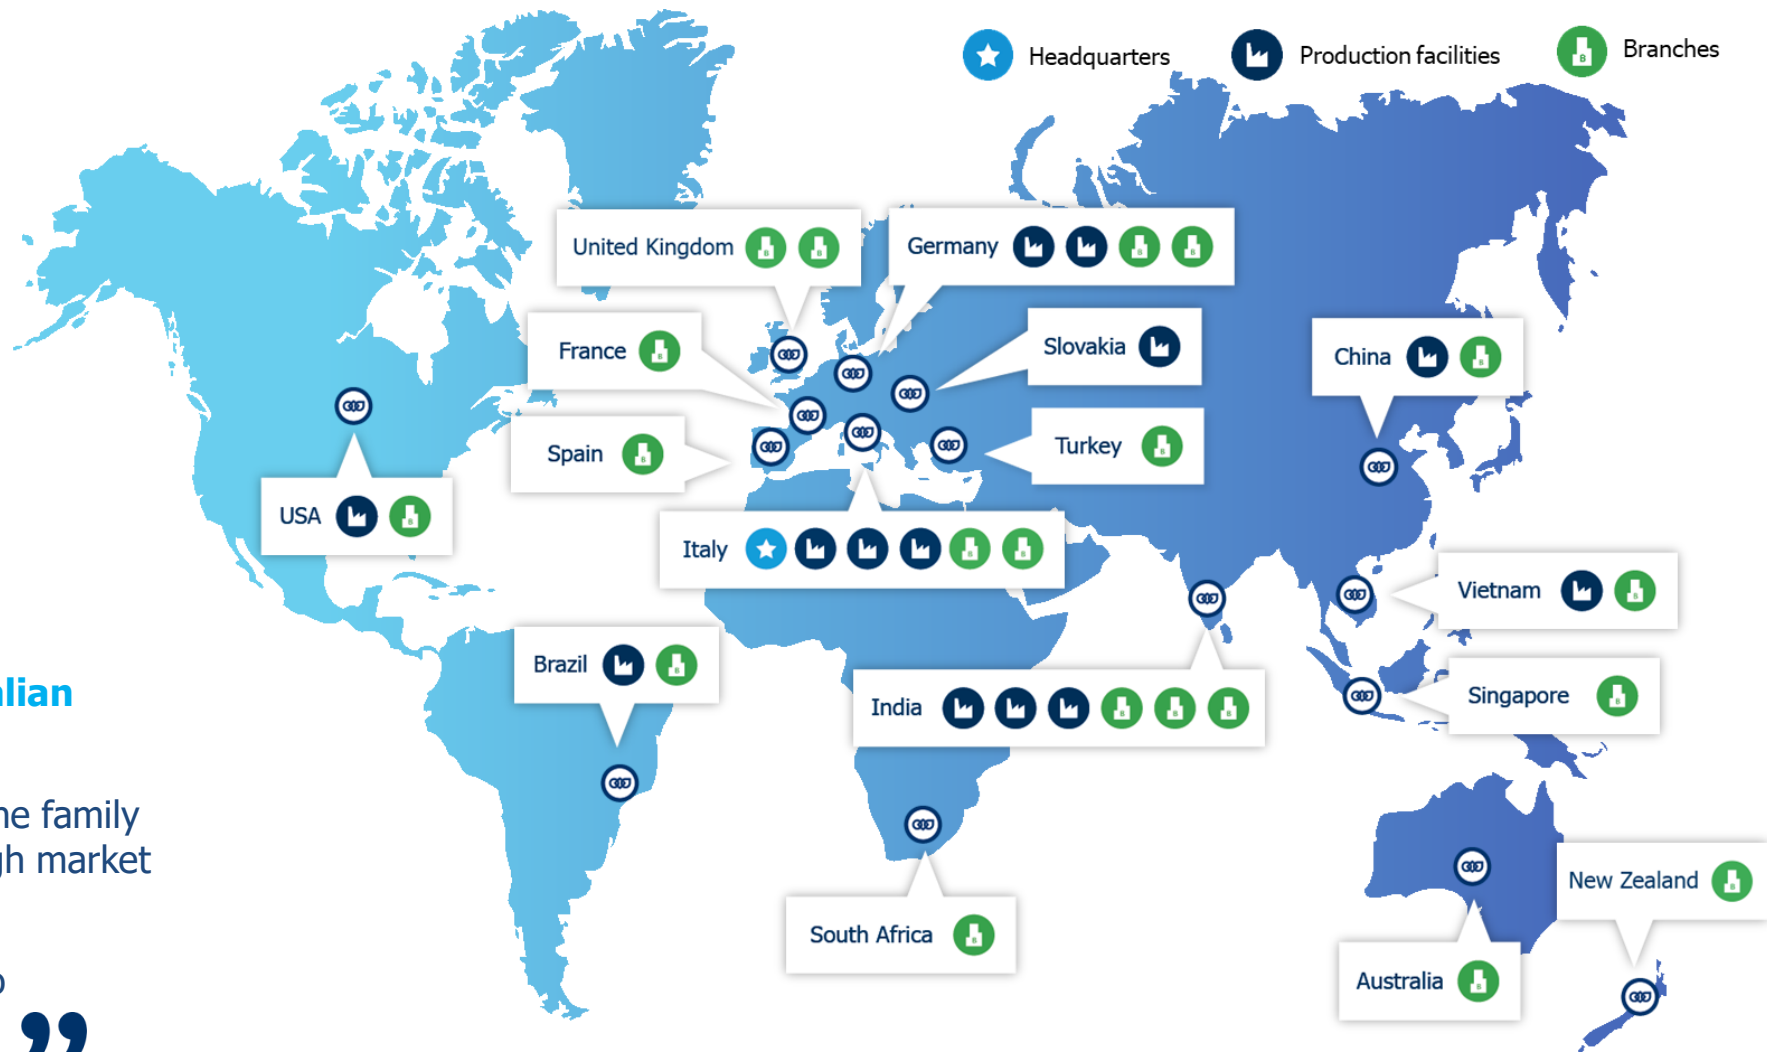 Headquarters
Production facilities
Branches
United Kingdom
Germany
France
Slovakia
China
Spain
Turkey
USA
Italy
Vietnam
Brazil
India
Singapore
South Africa
New Zealand
Australia
alian
ne family
gh market
”